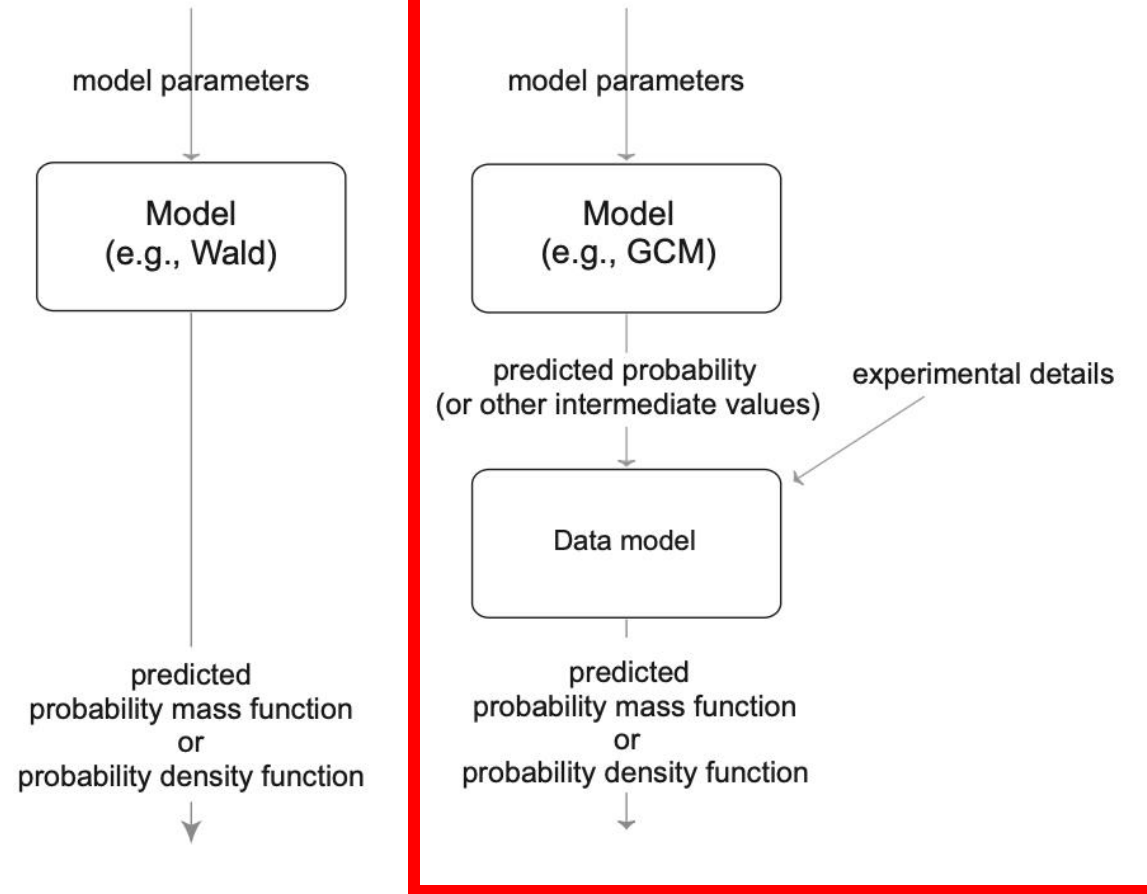 model parameters
Model
(e.g., Wald)
predicted
probability mass function
or
probability density function
model parameters
Model
(e.g., GCM)
predicted probability
(or other intermediate values)
experimental details
Data model
predicted
probability mass function
or
probability density function